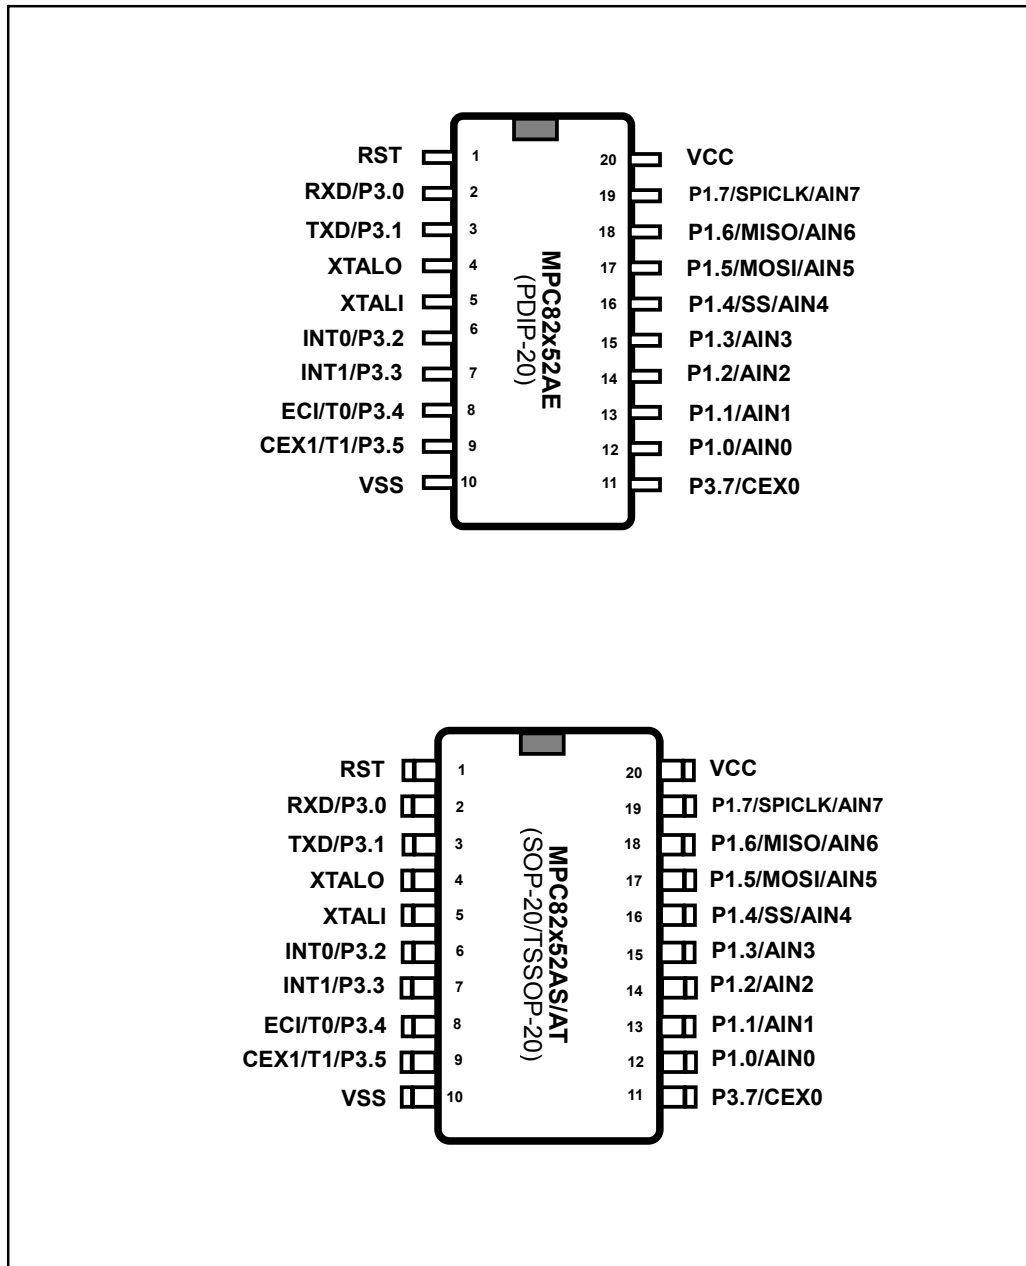 RST 1 20 VCC
RXD/P3.0 2 19 P1.7/SPICLK/AIN7
TXD/P3.1 3 18 P1.6/MISO/AIN6
XTALO 4 17 P1.5/MOSI/AIN5
XTALI 5 16 P1.4/SS/AIN4
INT0/P3.2 6 15 P1.3/AIN3
INT1/P3.3 7 14 P1.2/AIN2
ECI/T0/P3.4 8 13 P1.1/AIN1
CEX1/T1/P3.5 9 12 P1.0/AIN0
VSS 10 11 P3.7/CEX0
MPC82x52AE
(PDIP-20)
RST 1 20 VCC
RXD/P3.0 2 19 P1.7/SPICLK/AIN7
TXD/P3.1 3 18 P1.6/MISO/AIN6
XTALO 4 17 P1.5/MOSI/AIN5
XTALI 5 16 P1.4/SS/AIN4
INT0/P3.2 6 15 P1.3/AIN3
INT1/P3.3 7 14 P1.2/AIN2
ECI/T0/P3.4 8 13 P1.1/AIN1
CEX1/T1/P3.5 9 12 P1.0/AIN0
VSS 10 11 P3.7/CEX0
MPC82x52AS/AT
(SOP-20/TSSOP-20)